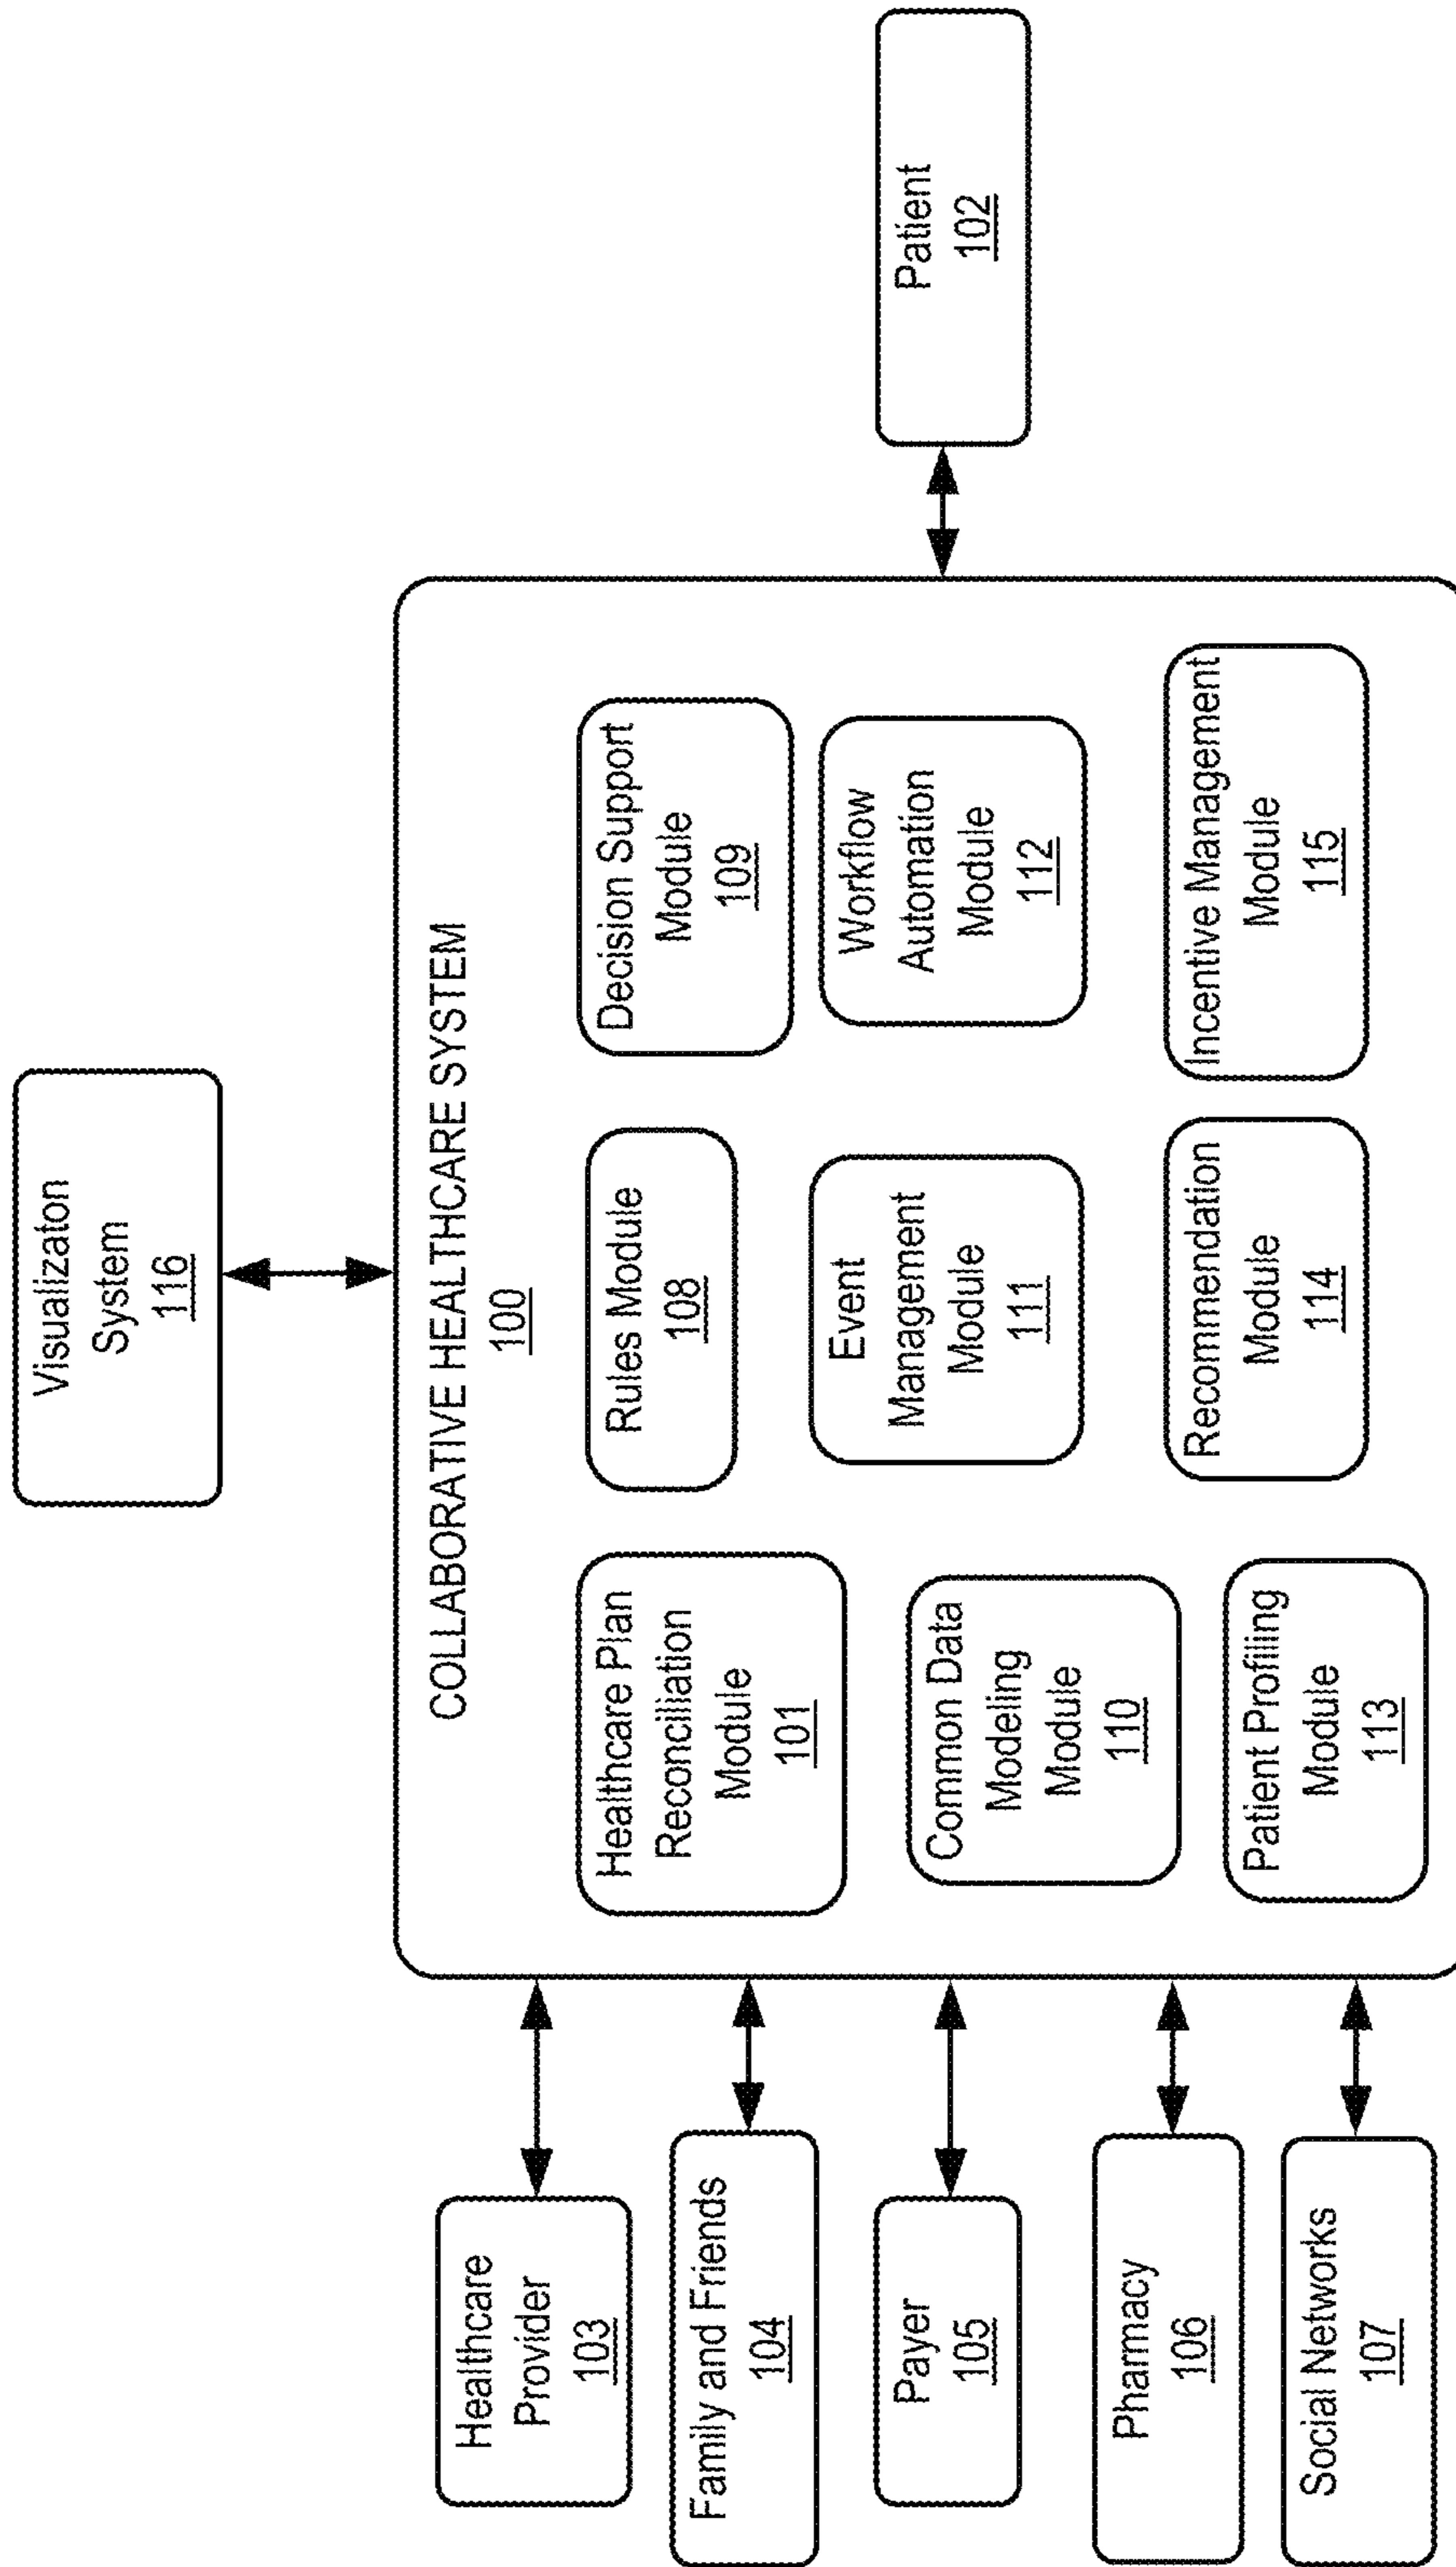 Visualizaton
System
116
COLLABORATIVE HEALTHCARE SYSTEM
100
Healthcare
Provider
103
Family and Friends
104
Payer
105
Pharmacy
106
Social Networks
107
Healthcare Plan
Reconciliation
Module
101
Rules Module
108
Decision Support
Module
109
Common Data
Modeling
Module
110
Event
Management
Module
111
Workflow
Automation
Module
112
Patient Profiling
Module
113
Recommendation
Module
114
Incentive Management
Module
115
Patient
102